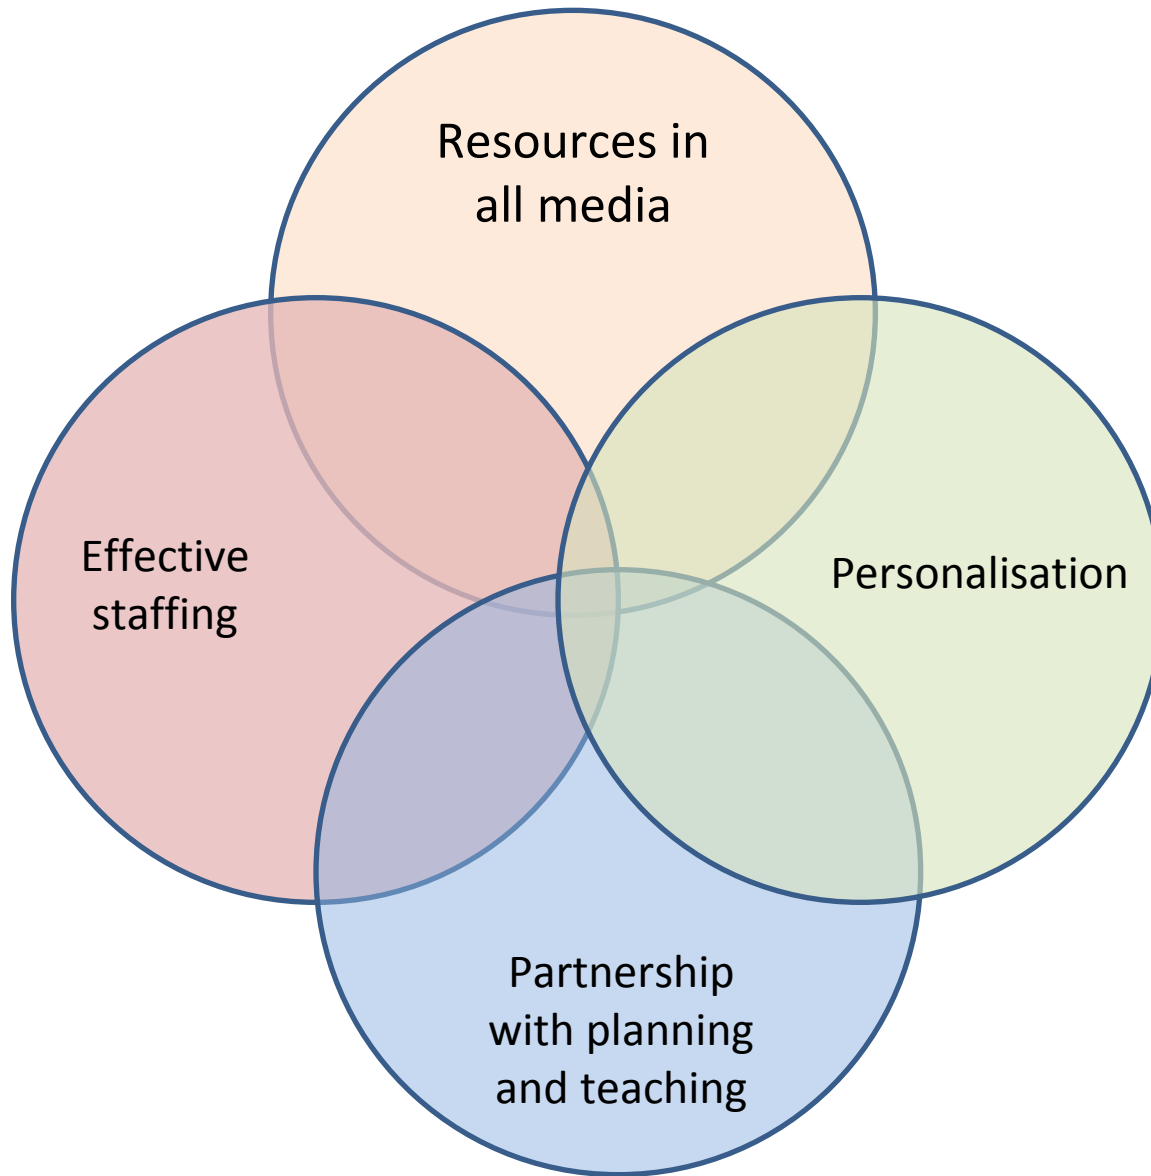 Resources in
all media
Effective
staffing
Personalisation
Partnership
with planning
and teaching